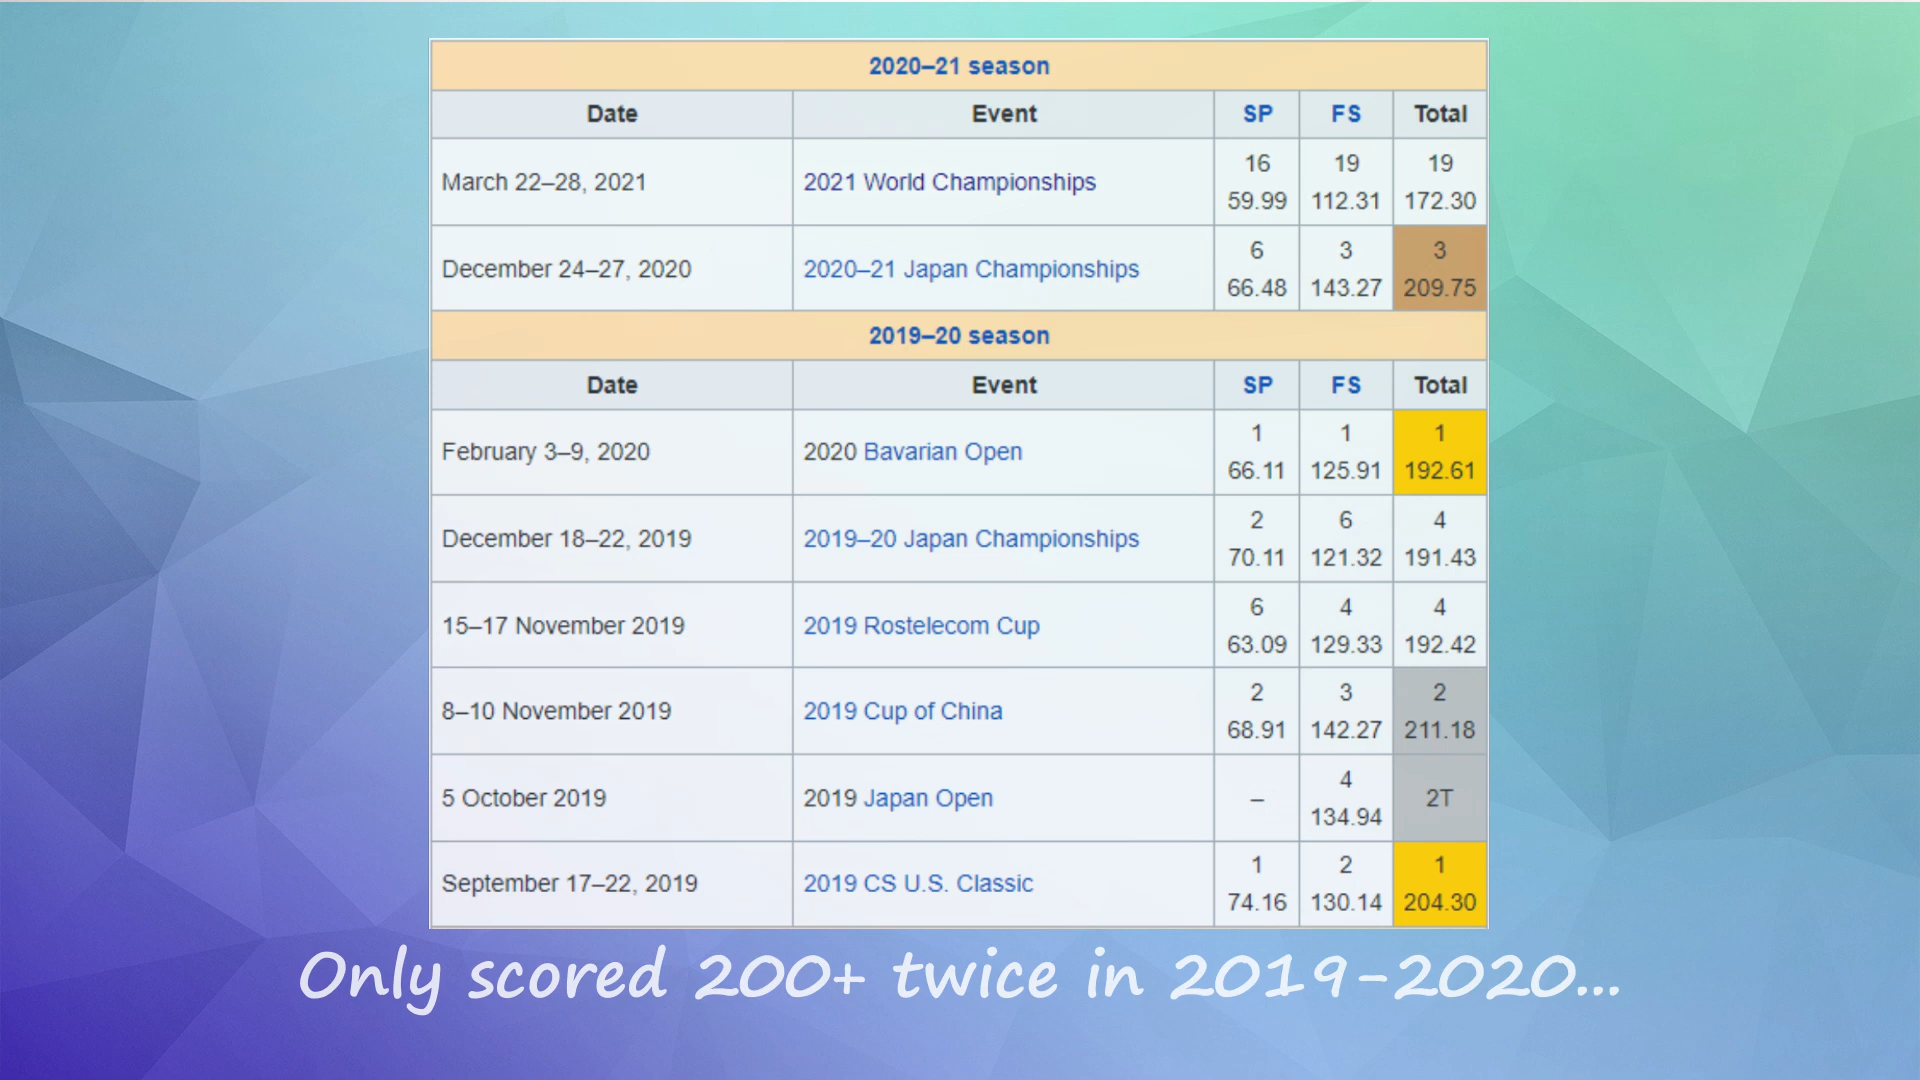 2020–21 season
Date Event SP FS Total
March 22–28, 2021 2021 World Championships 16 59.99 19 112.31 19 172.30
December 24–27, 2020 2020–21 Japan Championships 6 66.48 3 143.27 3 209.75
2019–20 season
Date Event SP FS Total
February 3–9, 2020 2020 Bavarian Open 1 66.11 1 125.91 1 192.61
December 18–22, 2019 2019–20 Japan Championships 2 70.11 6 121.32 4 191.43
15–17 November 2019 2019 Rostelecom Cup 6 63.09 4 129.33 4 192.42
8–10 November 2019 2019 Cup of China 2 68.91 3 142.27 2 211.18
5 October 2019 2019 Japan Open – 4 134.94 2T
September 17–22, 2019 2019 CS U.S. Classic 1 74.16 2 130.14 1 204.30
Only scored 200+ twice in 2019-2020...